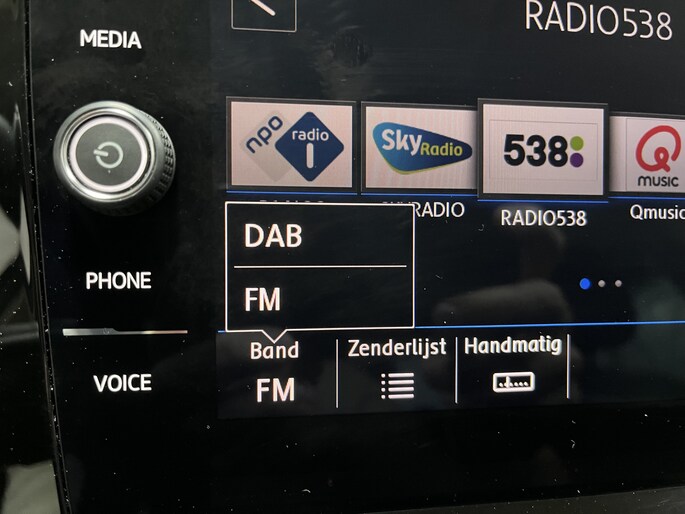 MEDIA
RADIO538
npo radio 1
Sky Radio
538
Q MUSIC
RADIO
RADIO538
Qmusic
DAB
FM
PHONE
Band
Zenderlijst
Handmatig
FM
VOICE